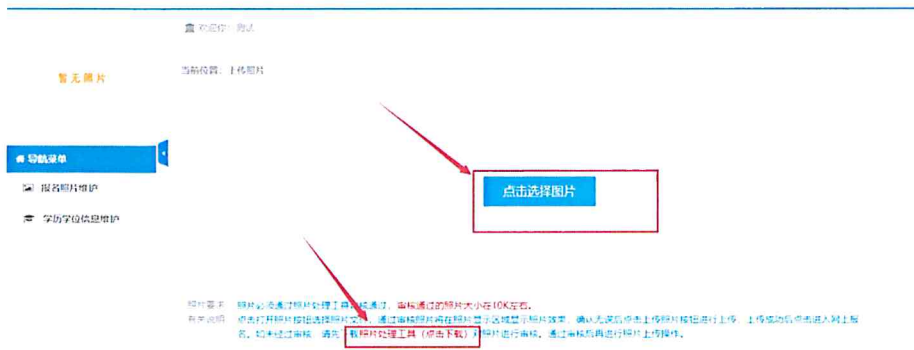 欢迎你：测试
当前位置：上传照片
暂无照片
导航菜单
报名照片维护
学历学位信息维护
点击选择图片
照片要求：照片必须通过照片处理工具审核通过，审核通过的照片大小在10K左右。
有关说明：点击打开照片按钮选择照片文件，通过审核照片将在照片显示区域显示照片效果，确认无误后点击上传照片按钮进行上传，上传成功后点击进入网上报
名。如未经过审核，请先下载照片处理工具（点击下载）对照片进行审核，通过审核后再进行照片上传操作。